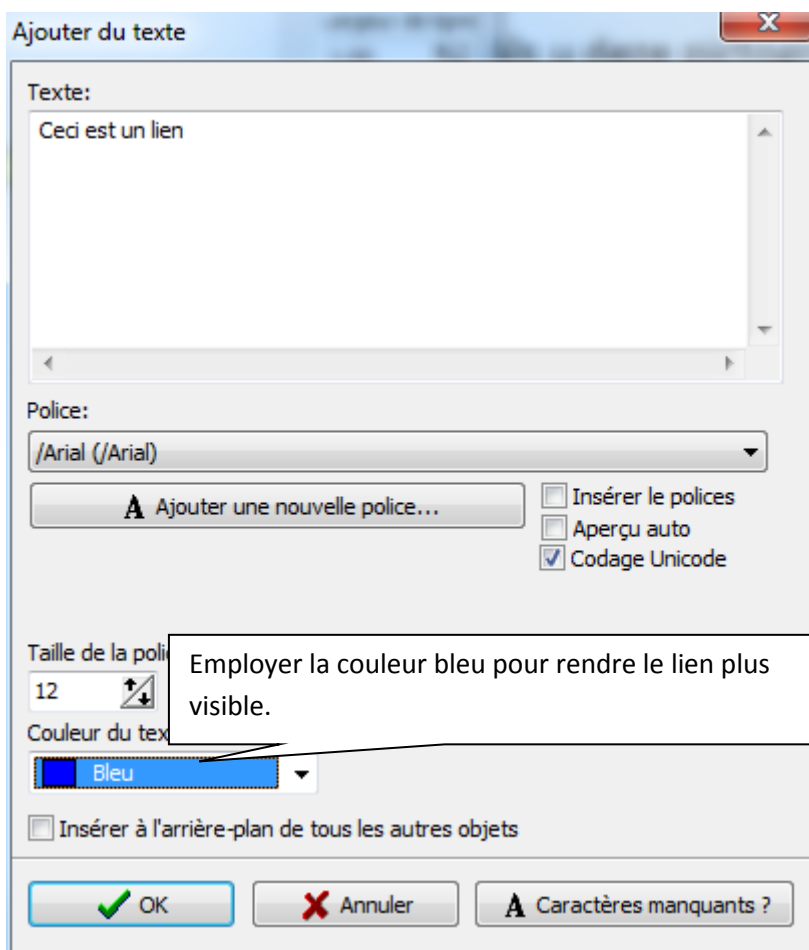 Ajouter du texte
Texte:
Ceci est un lien
Police:
/Arial (/Arial)
A Ajouter une nouvelle police...
Insérer le polices
Aperçu auto
Codage Unicode
Taille de la poli
12
Employer la couleur bleu pour rendre le lien plus
visible.
Couleur du tex
Bleu
Insérer à l'arrière-plan de tous les autres objets
OK
Annuler
A Caractères manquants ?